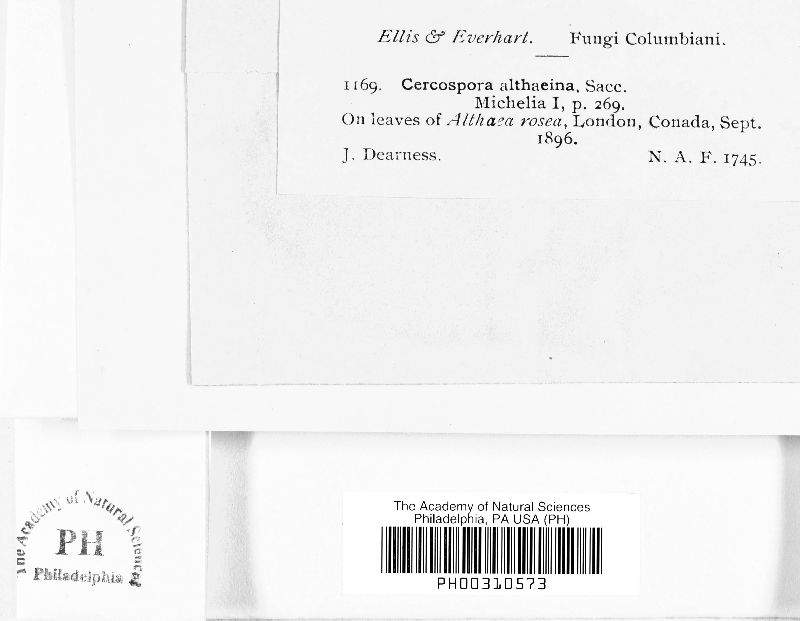 Ellis & Everhart. Fungi Columbiani.
1169. Cercospora althaeina, Sacc.
Michelia I, p. 269.
On leaves of Althaea rosea, London, Conada, Sept.
1896.
J. Dearness. N. A. F. 1745.
The Academy of Natural Sciences
PH
Philadelphia
The Academy of Natural Sciences
Philadelphia, PA USA (PH)
PH00310573